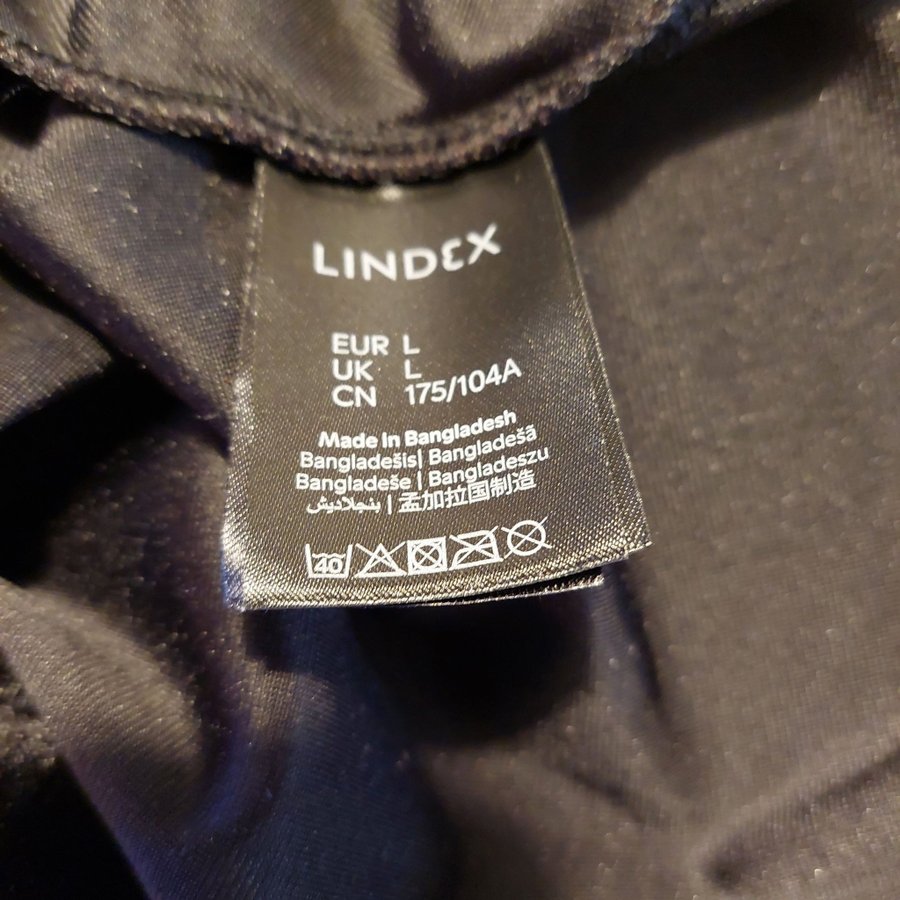 LINDEX
EUR L
UK L
CN 175/104A
Made In Bangladesh
Bangladešis| Bangladešā
Bangladeše | Bangladeszu
بنجلاديش | 孟加拉国制造
40